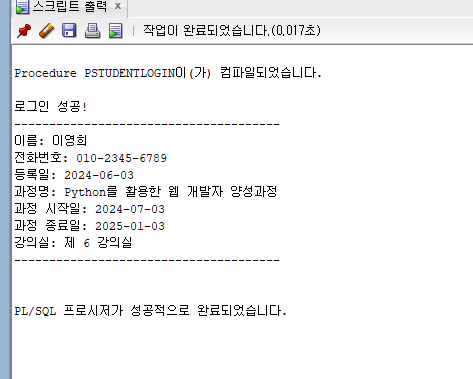 스크립트 출력 x
작업이 완료되었습니다.(0,017초)
Procedure PSTUDENTLOGIN이(가) 컴파일되었습니다.
로그인 성공!
--------------------------------------
이름: 이영희
전화번호: 010-2345-6789
등록일: 2024-06-03
과정명: Python를 활용한 웹 개발자 양성과정
과정 시작일: 2024-07-03
과정 종료일: 2025-01-03
강의실: 제 6 강의실
--------------------------------------
PL/SQL 프로시저가 성공적으로 완료되었습니다.